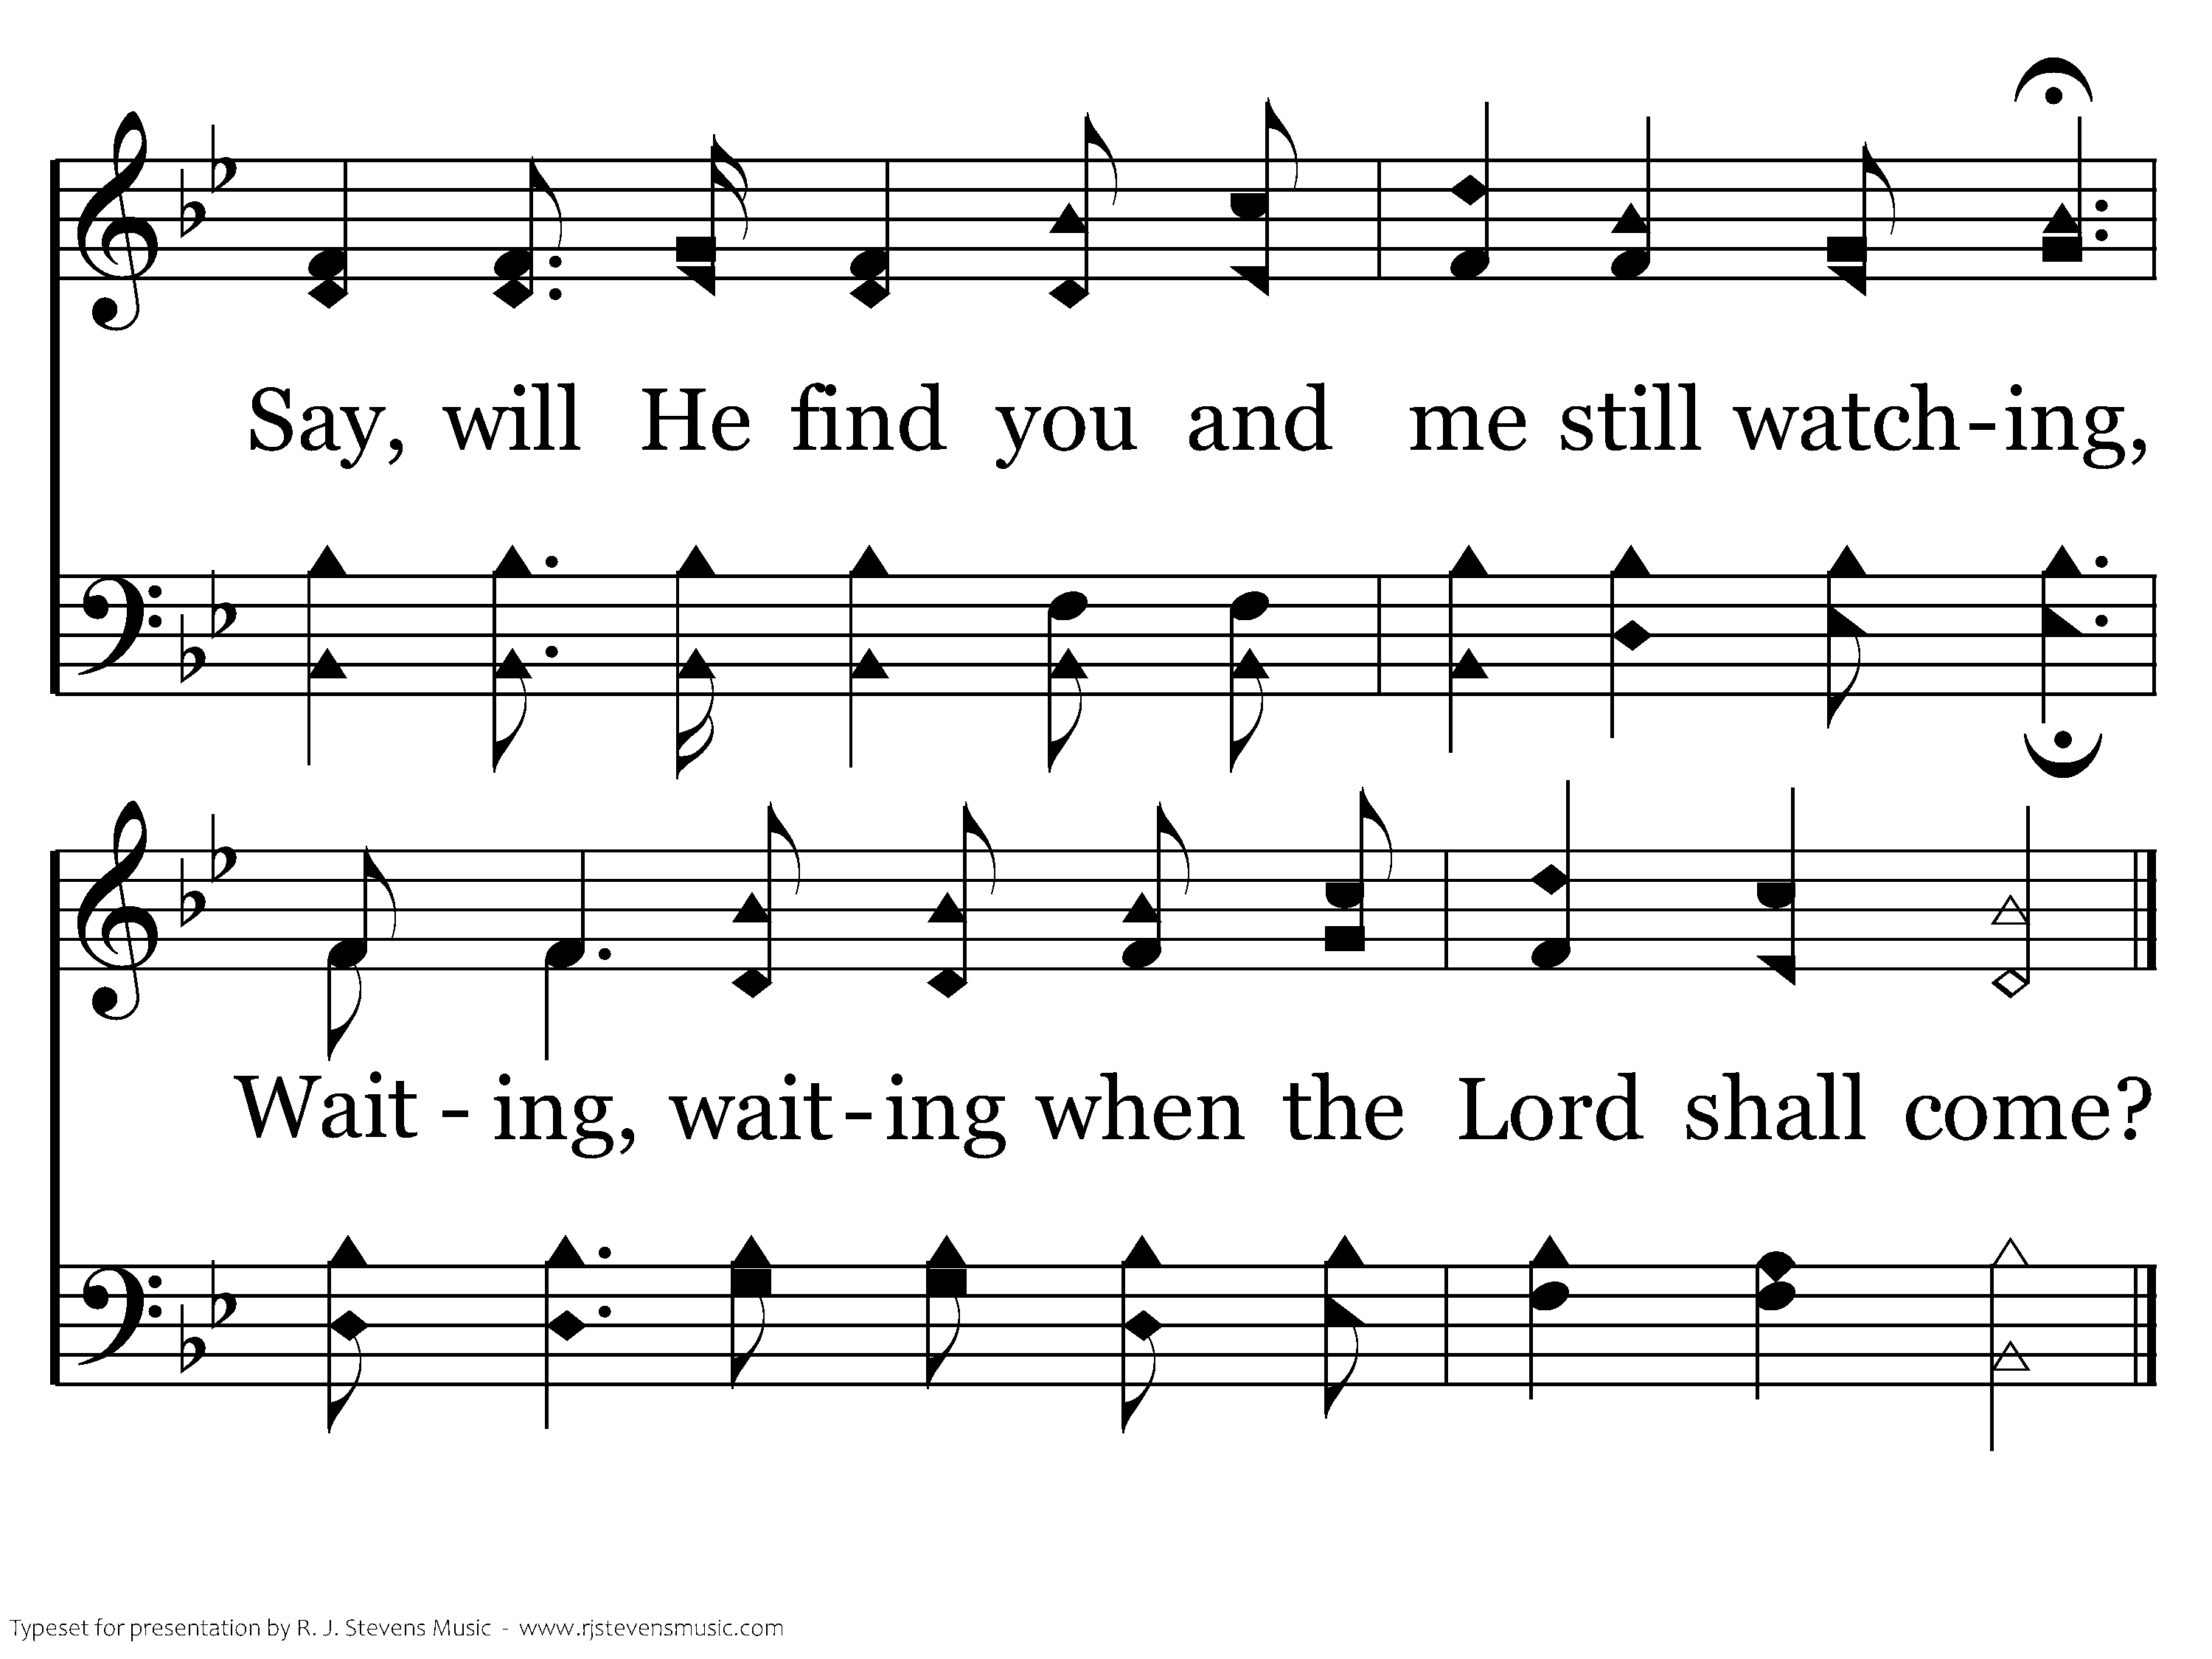 Say, will He find you and me still watch-ing,
Wait - ing, wait-ing when the Lord shall come?
Typeset for presentation by R. J. Stevens Music - www.rjstevensmusic.com